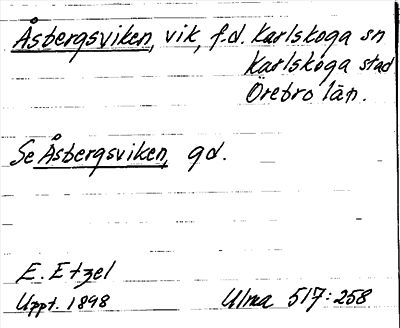 Åsbergsviken, vik, f.d. Karlskoga sn
Karlskoga stad
Örebro län.
Se Åsbergsviken, gd.
E. Etzel
Uppt. 1898 Ulma 517:258